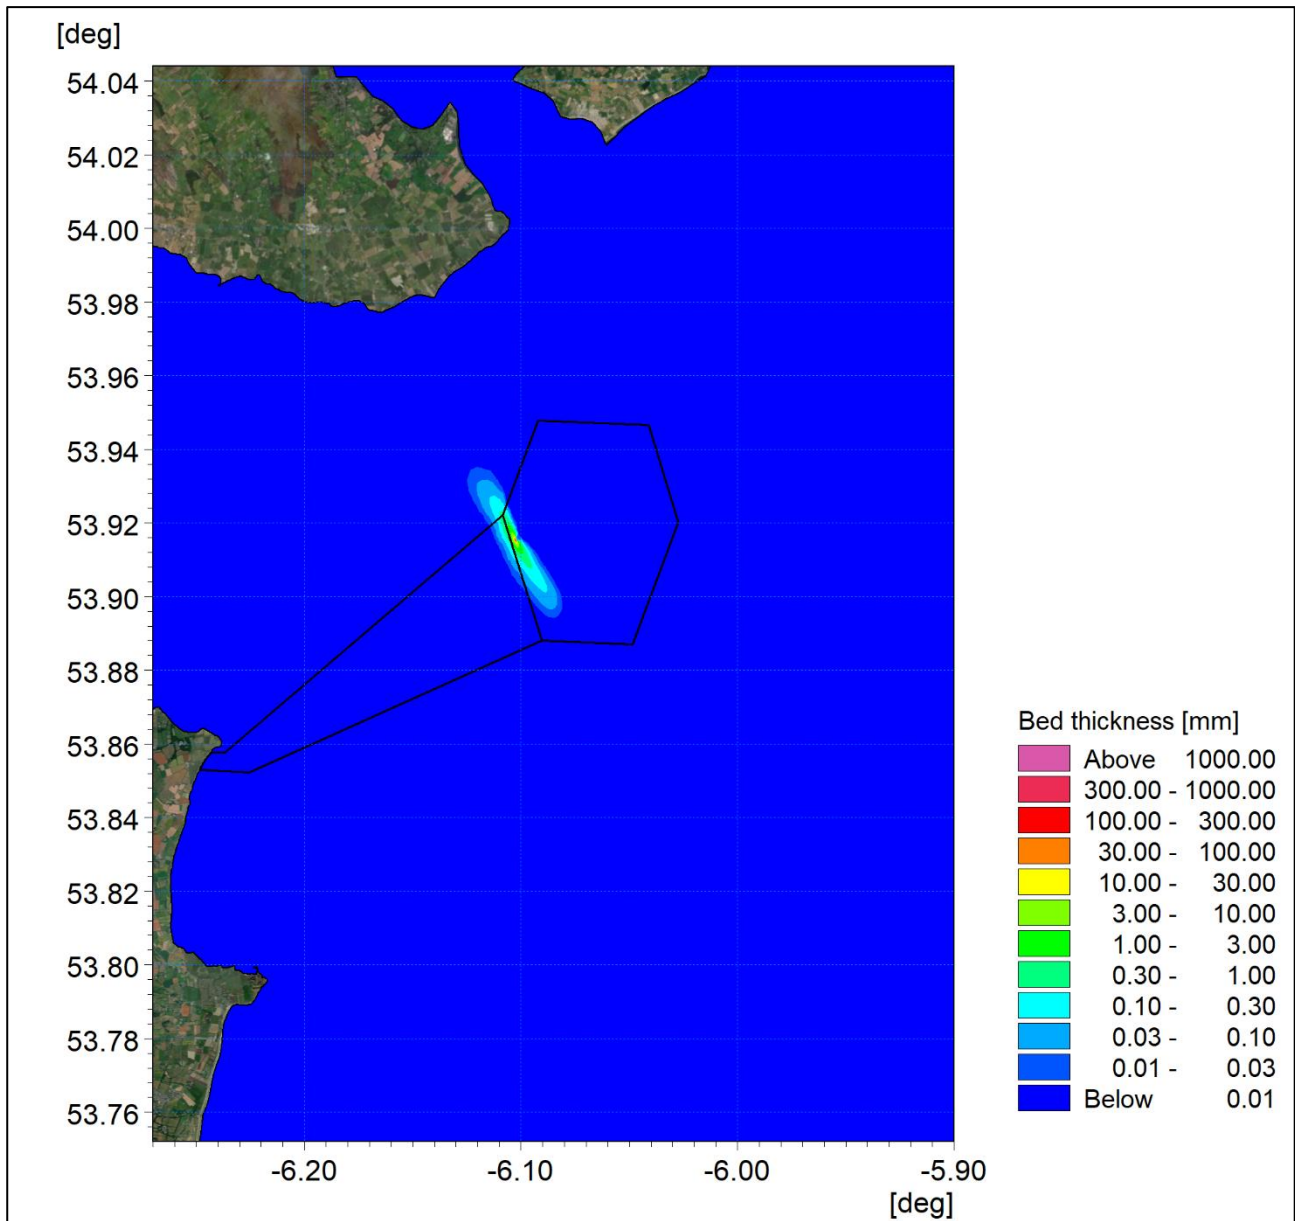 [deg]
54.04
54.02
54.00
53.98
53.96
53.94
53.92
53.90
53.88
53.86
53.84
53.82
53.80
53.78
53.76
-6.20 -6.10 -6.00 -5.90
[deg]
Bed thickness [mm]
Above 1000.00
300.00 - 1000.00
100.00 - 300.00
30.00 - 100.00
10.00 - 30.00
3.00 - 10.00
1.00 - 3.00
0.30 - 1.00
0.10 - 0.30
0.03 - 0.10
0.01 - 0.03
Below 0.01